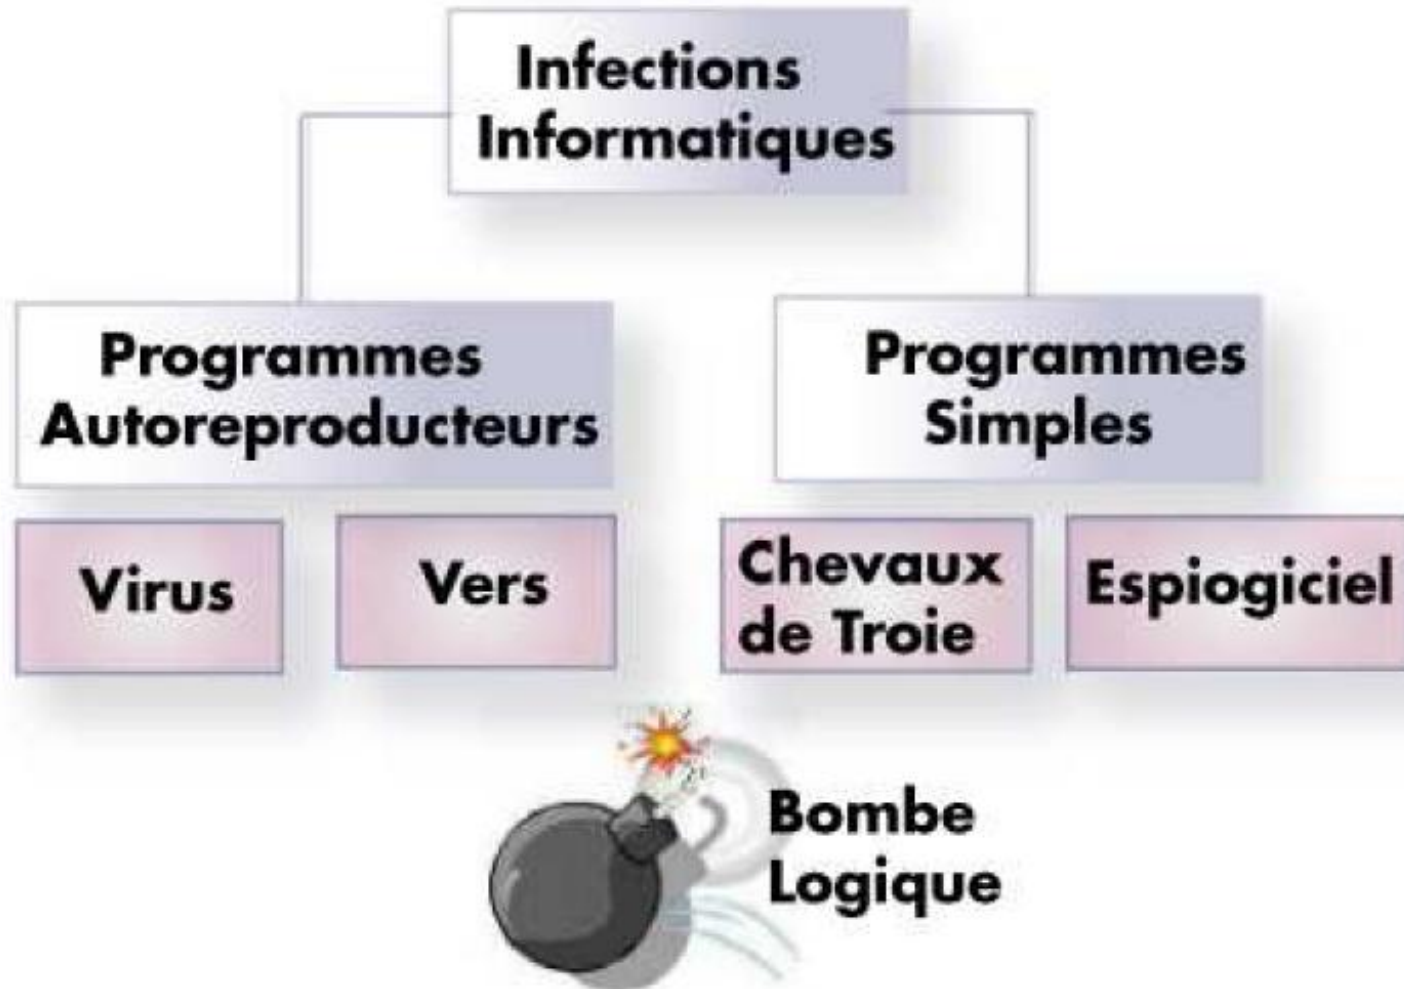 Infections
Informatiques
Programmes
Autoreproducteurs
Programmes
Simples
Virus
Vers
Chevaux
de Troie
Espiogiciel
Bombe
Logique